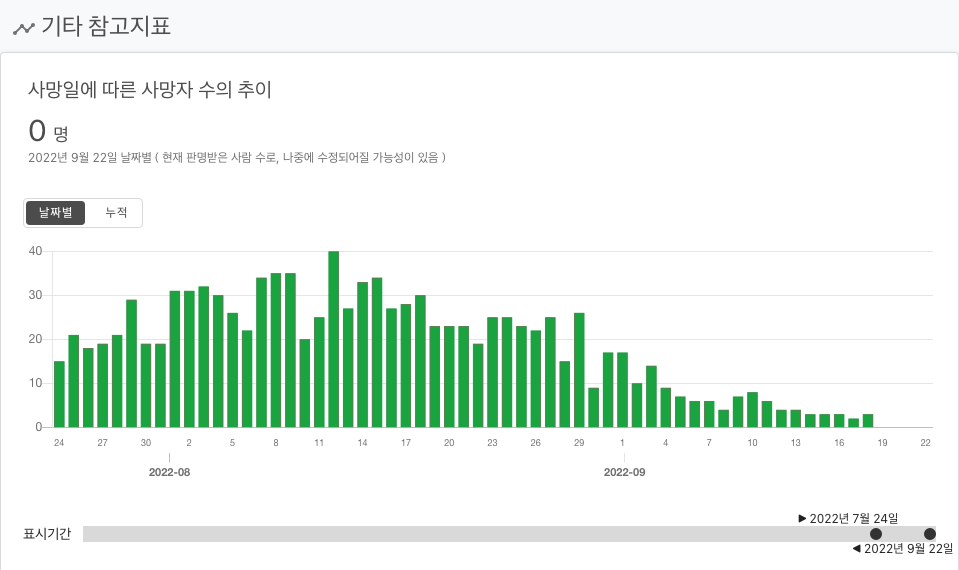 기타 참고지표
사망일에 따른 사망자 수의 추이
0 명
2022년 9월 22일 날짜별 ( 현재 판명받은 사람 수로, 나중에 수정되어질 가능성이 있음 )
날짜별 누적
40
30
20
10
0
24 27 30 2 5 8 11 14 17 20 23 26 29 1 4 7 10 13 16 19 22
2022-08 2022-09
▶ 2022년 7월 24일
표시기간
◀ 2022년 9월 22일